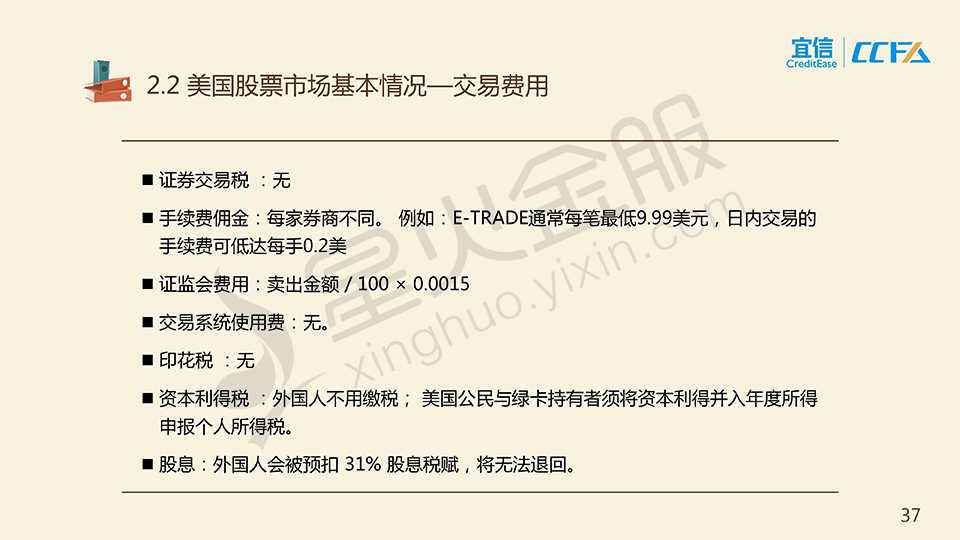 宜信
CreditEase
CCFA
2.2 美国股票市场基本情况—交易费用
■ 证券交易税 ：无
■ 手续费佣金：每家券商不同。 例如：E-TRADE通常每笔最低9.99美元，日内交易的
手续费可低达每手0.2美
■ 证监会费用：卖出金额 / 100 × 0.0015
■ 交易系统使用费：无。
■ 印花税 ：无
■ 资本利得税 ：外国人不用缴税； 美国公民与绿卡持有者须将资本利得并入年度所得
申报个人所得税。
■ 股息：外国人会被预扣 31% 股息税赋，将无法退回。
星火金服
xinghuo.yixin.com
37